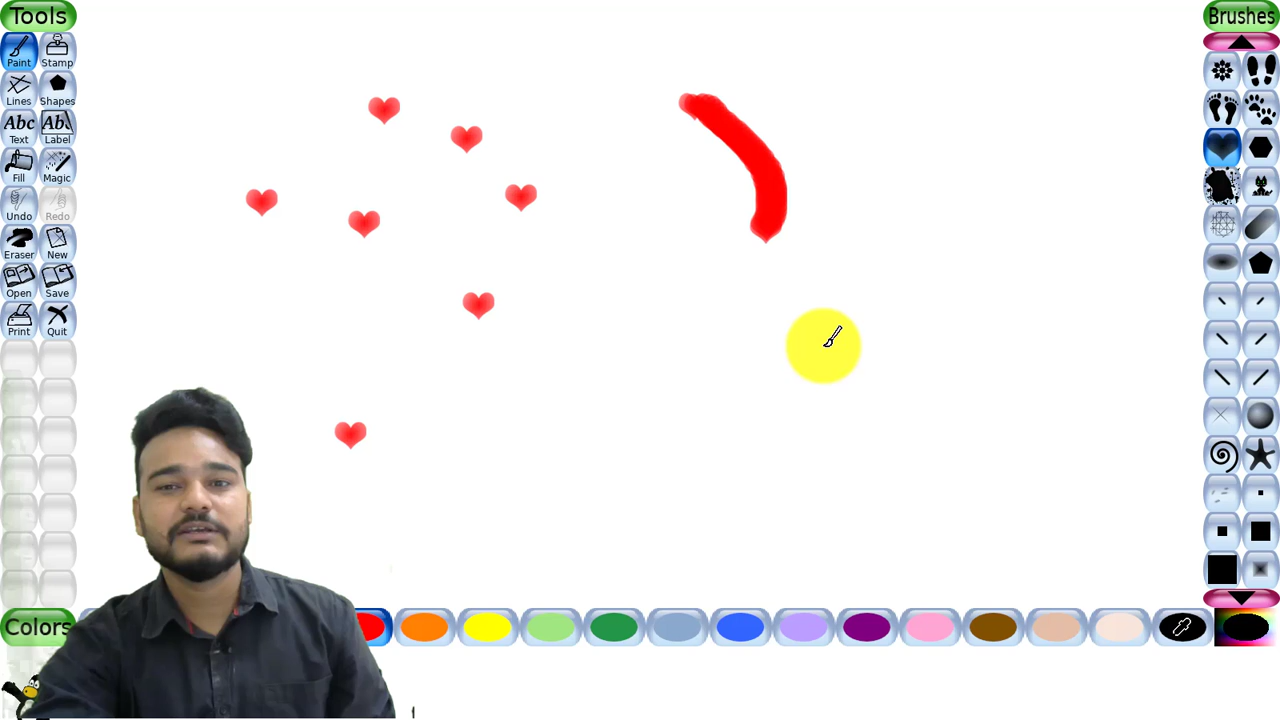 Tools
Brushes
Paint Stamp
Lines Shapes
Abc Abc
Text Label
Fill Magic
Undo Redo
Eraser New
Open Save
Print Quit
Colors